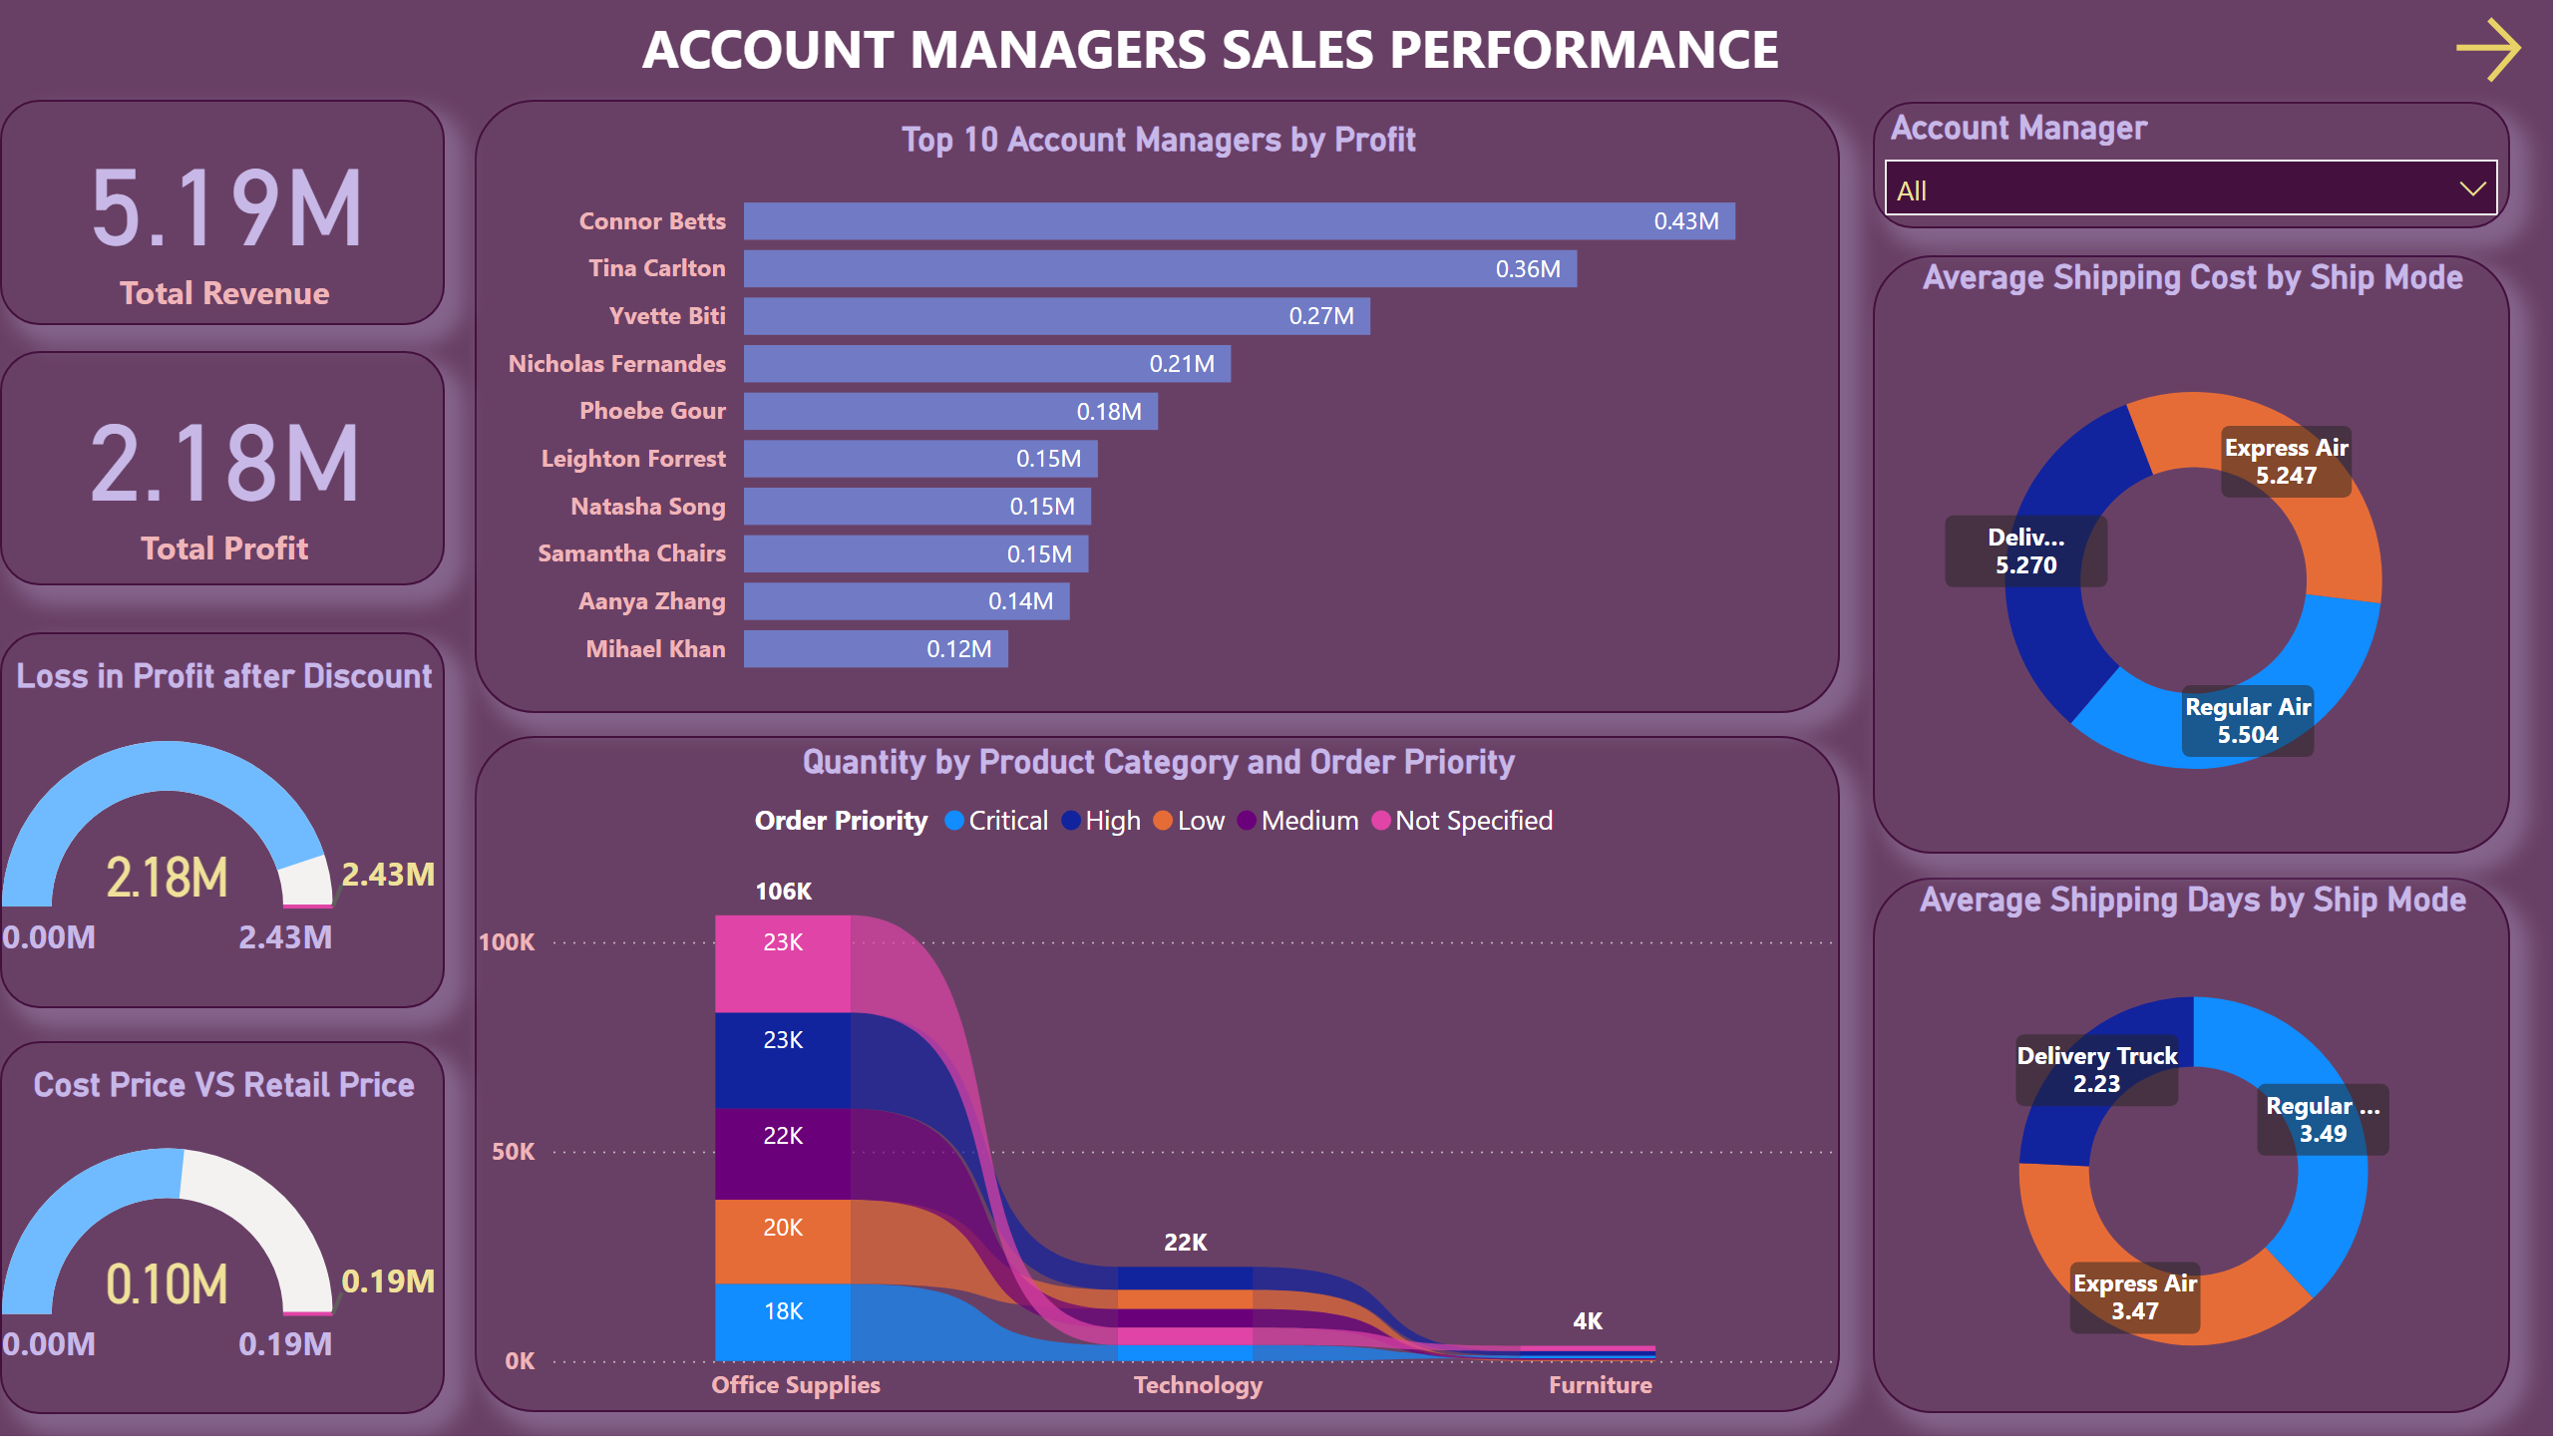 ACCOUNT MANAGERS SALES PERFORMANCE
5.19M
Total Revenue
2.18M
Total Profit
Loss in Profit after Discount
2.18M
2.43M
0.00M
2.43M
Cost Price VS Retail Price
0.10M
0.19M
0.00M
0.19M
Top 10 Account Managers by Profit
Connor Betts 0.43M
Tina Carlton 0.36M
Yvette Biti 0.27M
Nicholas Fernandes 0.21M
Phoebe Gour 0.18M
Leighton Forrest 0.15M
Natasha Song 0.15M
Samantha Chairs 0.15M
Aanya Zhang 0.14M
Mihael Khan 0.12M
Quantity by Product Category and Order Priority
Order Priority Critical High Low Medium Not Specified
106K
100K
23K
23K
50K
22K
20K
22K
18K
4K
0K
Office Supplies Technology Furniture
Account Manager
All
Average Shipping Cost by Ship Mode
Express Air
5.247
Deliv...
5.270
Regular Air
5.504
Average Shipping Days by Ship Mode
Delivery Truck
2.23
Regular ...
3.49
Express Air
3.47